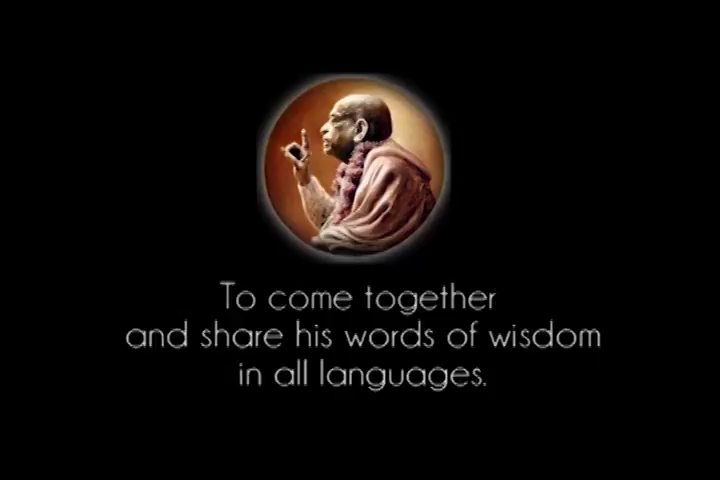 To come together
and share his words of wisdom
in all languages.